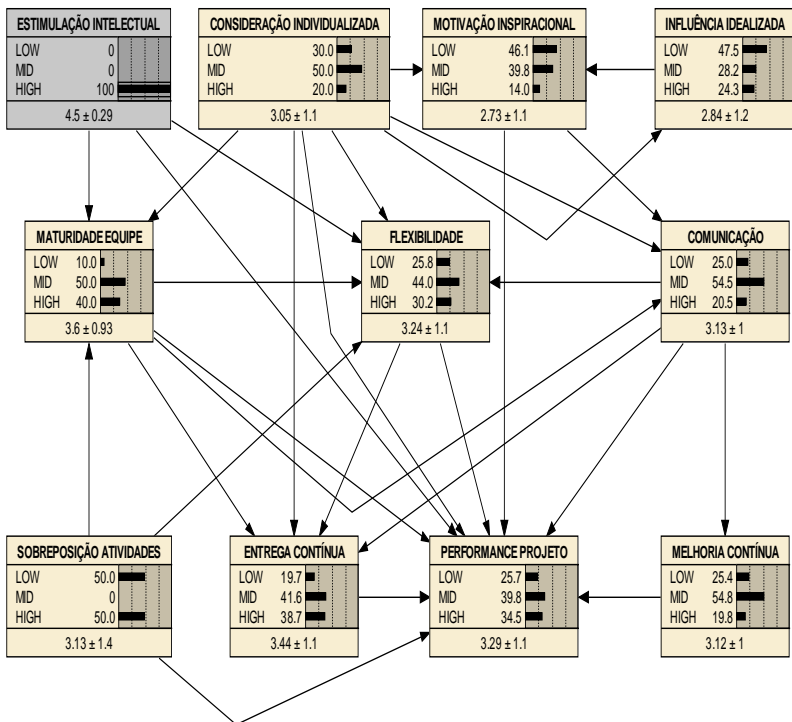 ESTIMULAÇÃO INTELECTUAL
LOW 0
MID 0
HIGH 100
4.5 ± 0.29
CONSIDERAÇÃO INDIVIDUALIZADA
LOW 30.0
MID 50.0
HIGH 20.0
3.05 ± 1.1
MOTIVAÇÃO INSPIRACIONAL
LOW 46.1
MID 39.8
HIGH 14.0
2.73 ± 1.1
INFLUÊNCIA IDEALIZADA
LOW 47.5
MID 28.2
HIGH 24.3
2.84 ± 1.2
MATURIDADE EQUIPE
LOW 10.0
MID 50.0
HIGH 40.0
3.6 ± 0.93
FLEXIBILIDADE
LOW 25.8
MID 44.0
HIGH 30.2
3.24 ± 1.1
COMUNICAÇÃO
LOW 25.0
MID 54.5
HIGH 20.5
3.13 ± 1
SOBREPOSIÇÃO ATIVIDADES
LOW 50.0
MID 0
HIGH 50.0
3.13 ± 1.4
ENTREGA CONTÍNUA
LOW 19.7
MID 41.6
HIGH 38.7
3.44 ± 1.1
PERFORMANCE PROJETO
LOW 25.7
MID 39.8
HIGH 34.5
3.29 ± 1.1
MELHORIA CONTÍNUA
LOW 25.4
MID 54.8
HIGH 19.8
3.12 ± 1